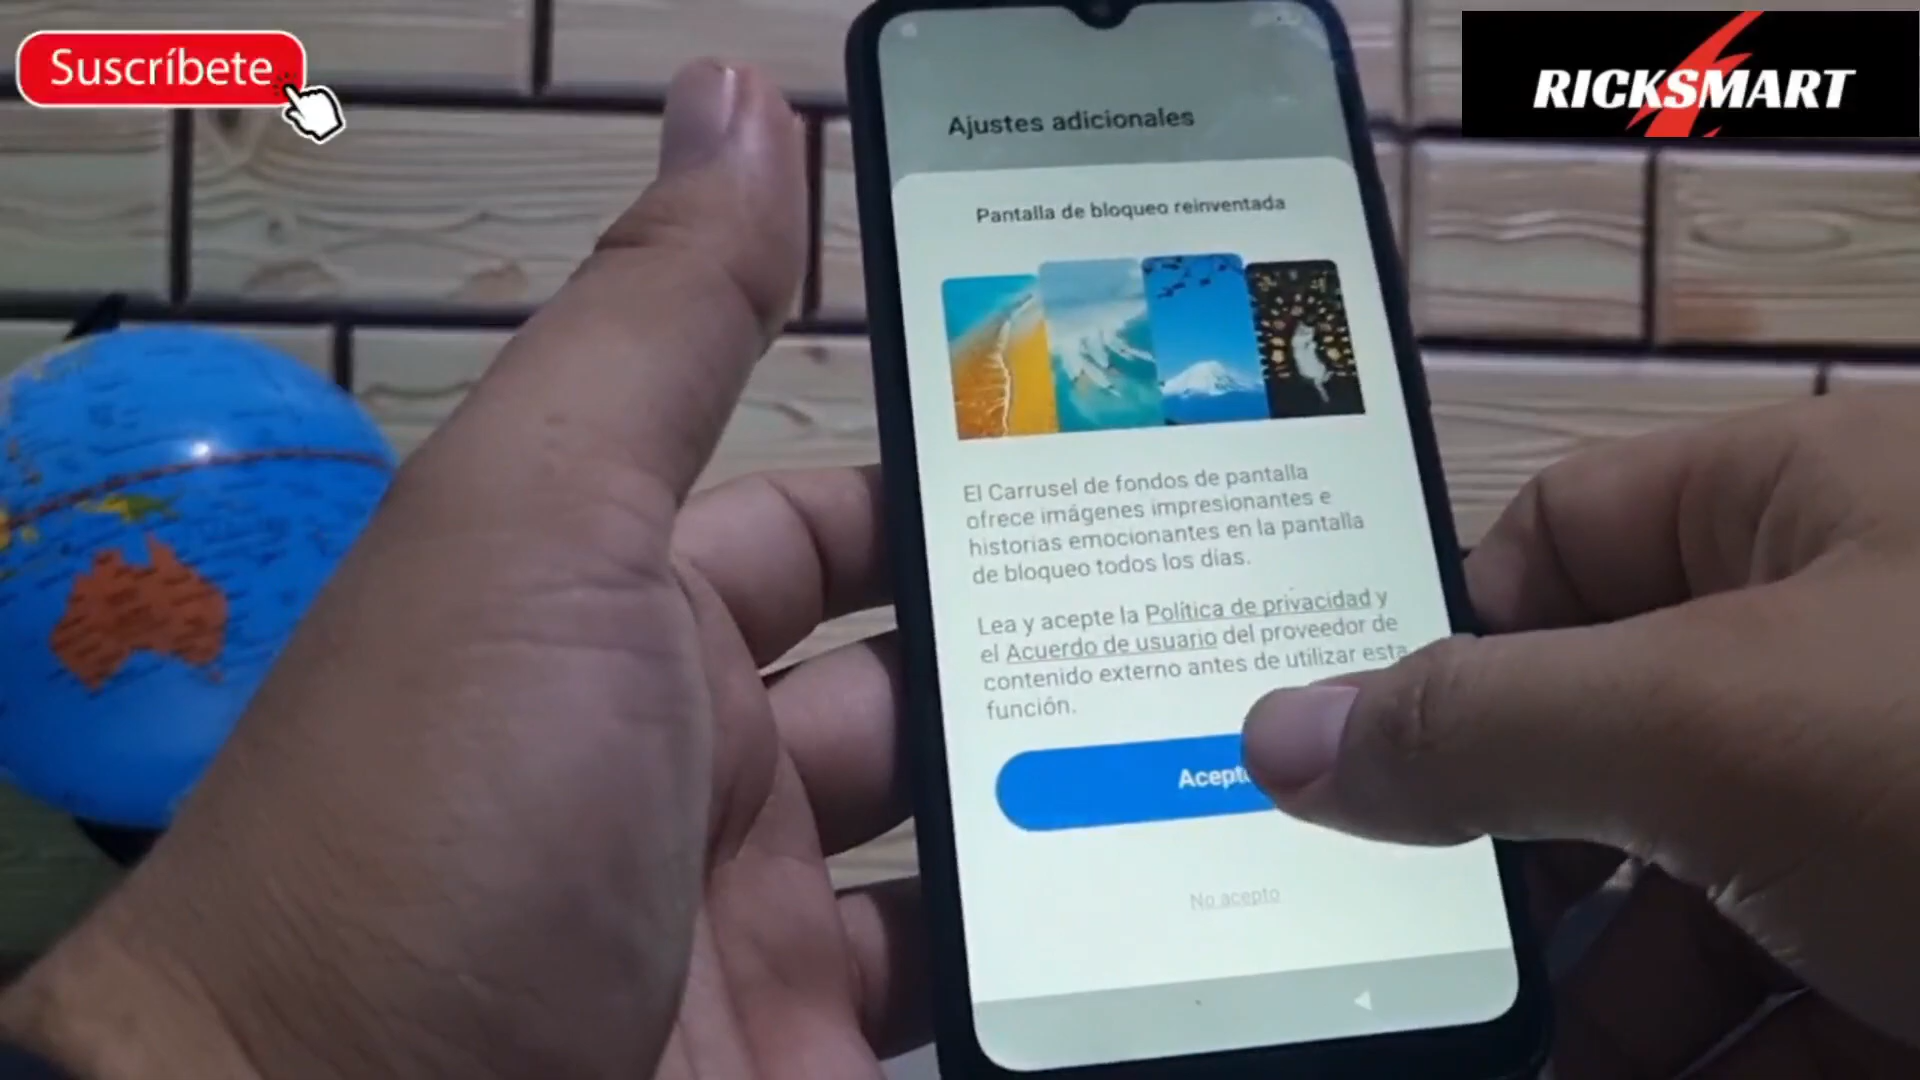 Suscríbete
RICKSMART
Ajustes adicionales
Pantalla de bloqueo reinventada
El Carrusel de fondos de pantalla
ofrece imágenes impresionantes e
historias emocionantes en la pantalla
de bloqueo todos los días.
Lea y acepte la Política de privacidad y
el Acuerdo de usuario del proveedor de
contenido externo antes de utilizar esta
función.
Acepto
No acepto